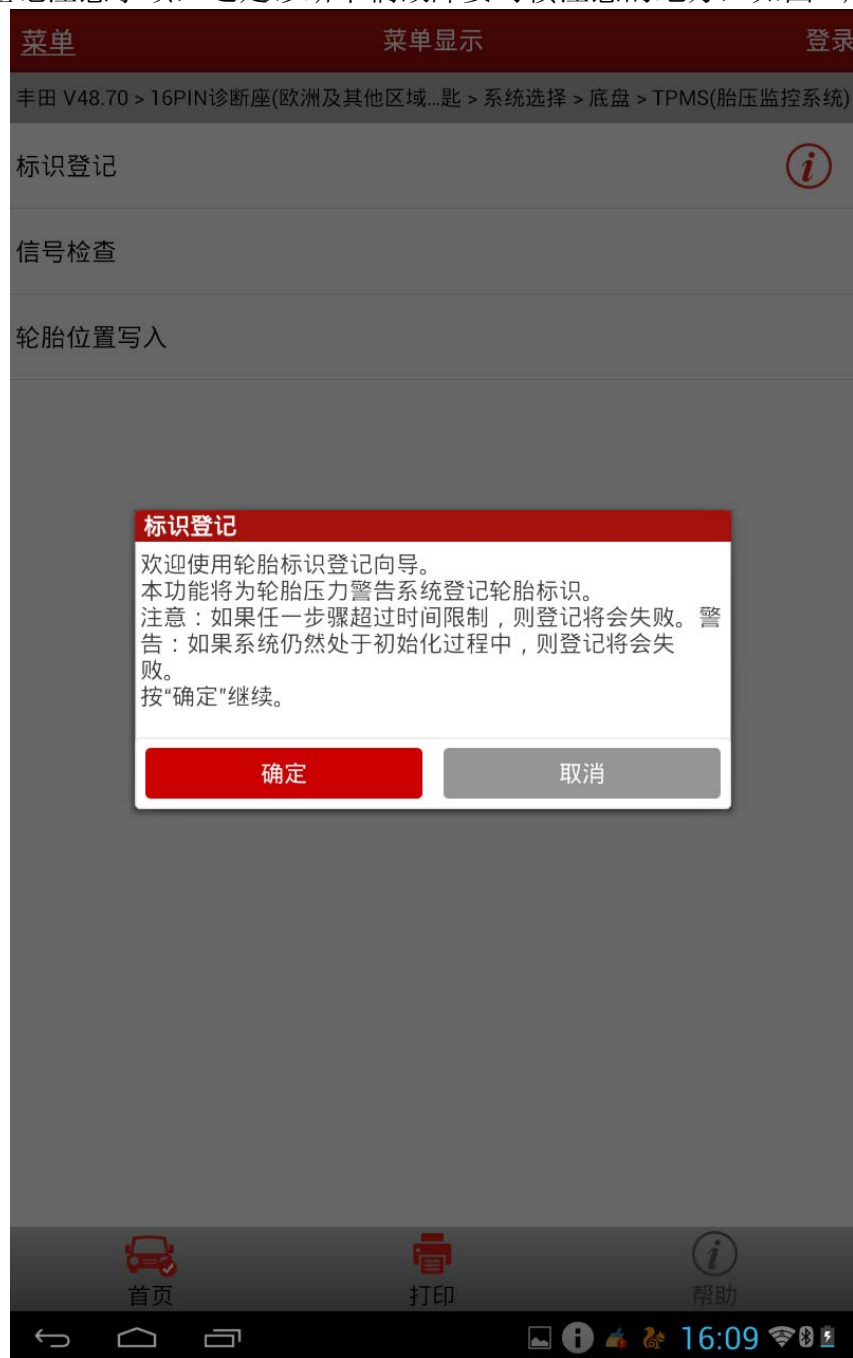 菜单 菜单显示 登录
丰田 V48.70 > 16PIN诊断座(欧洲及其他区域...匙 > 系统选择 > 底盘 > TPMS(胎压监控系统)
标识登记
信号检查
轮胎位置写入
标识登记
欢迎使用轮胎标识登记向导。
本功能将为轮胎压力警告系统登记轮胎标识。
注意：如果任一步骤超过时间限制，则登记将会失败。警
告：如果系统仍然处于初始化过程中，则登记将会失
败。
按“确定”继续。
确定 取消
首页 打印 帮助
16:09